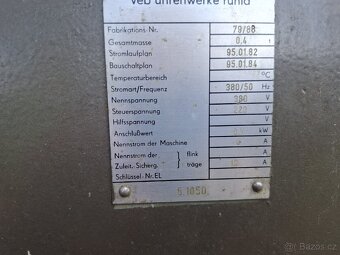 VEB uhrenwerke ruhla
Fabrikations Nr. 79/88
Gesamtmasse 0.4
Stromlaufplan 95.01.82
Bauschaltplan 95.01.84
Temperaturbereich °C
Stromart/Frequenz 380/50 Hz
Nennspannung 380 V
Steuerspannung 220 V
Hilfsspannung V
Anschlußwert kW
Nennstrom der Maschine A
Nennstrom der } flink A
Zuleit.-Sicherg. träge A
Schlüssel-Nr. EL
Bazoš.cz